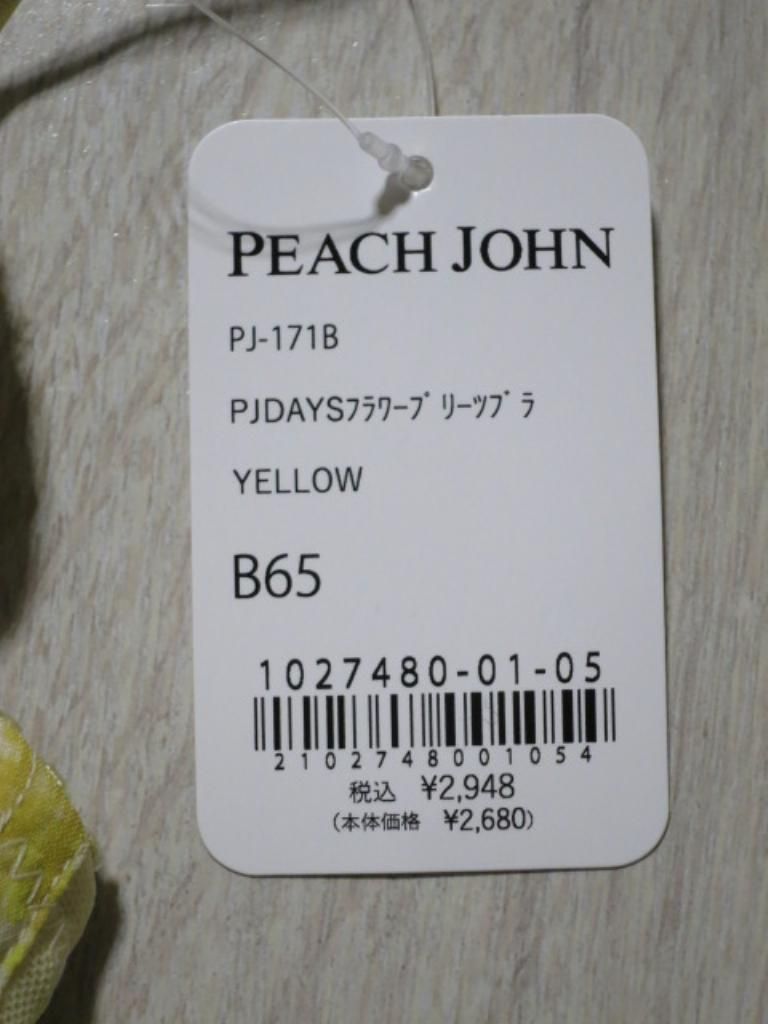 PEACH JOHN
PJ-171B
PJDAYSﾌﾗﾜｰﾌﾟﾘｰﾂﾌﾞﾗ
YELLOW
B65
1027480-01-05
2102748001054
税込 ¥2,948
(本体価格 ¥2,680)